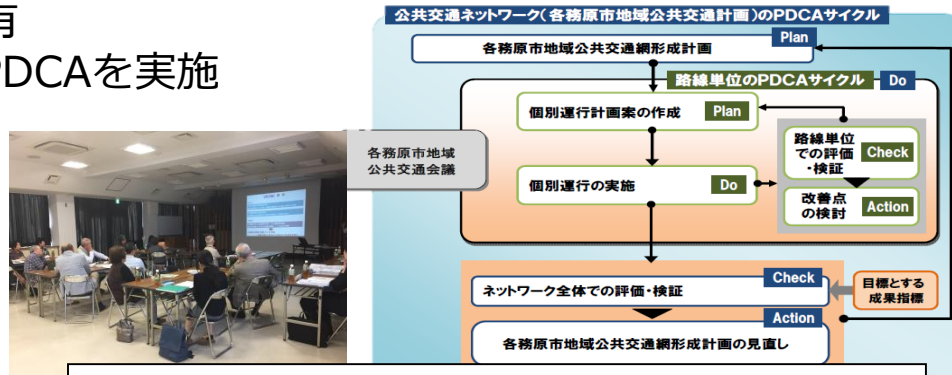 有
PDCAを実施
公共交通ネットワーク(各務原市地域公共交通計画)のPDCAサイクル
各務原市地域公共交通網形成計画
Plan
路線単位のPDCAサイクル
Do
個別運行計画案の作成
Plan
各務原市地域
公共交通会議
路線単位
での評価
・検証
Check
個別運行の実施
Do
改善点
の検討
Action
ネットワーク全体での評価・検証
Check
目標とする
成果指標
Action
各務原市地域公共交通網形成計画の見直し